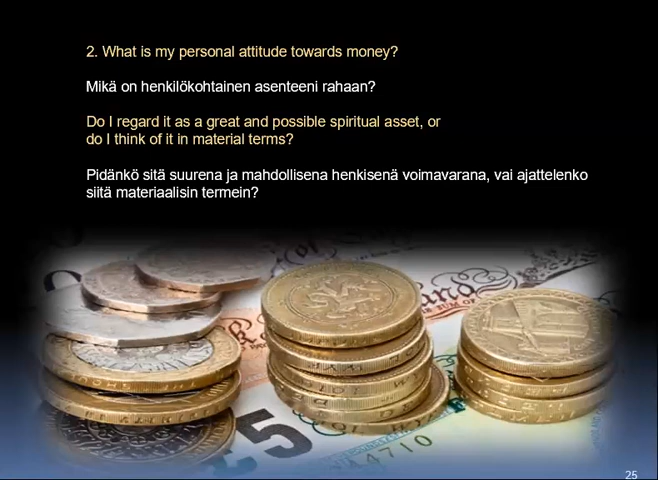 2. What is my personal attitude towards money?
Mikä on henkilökohtainen asenteeni rahaan?
Do I regard it as a great and possible spiritual asset, or
do I think of it in material terms?
Pidänkö sitä suurena ja mahdollisena henkisenä voimavarana, vai ajattelenko
siitä materiaalisin termein?
£5
44710
25